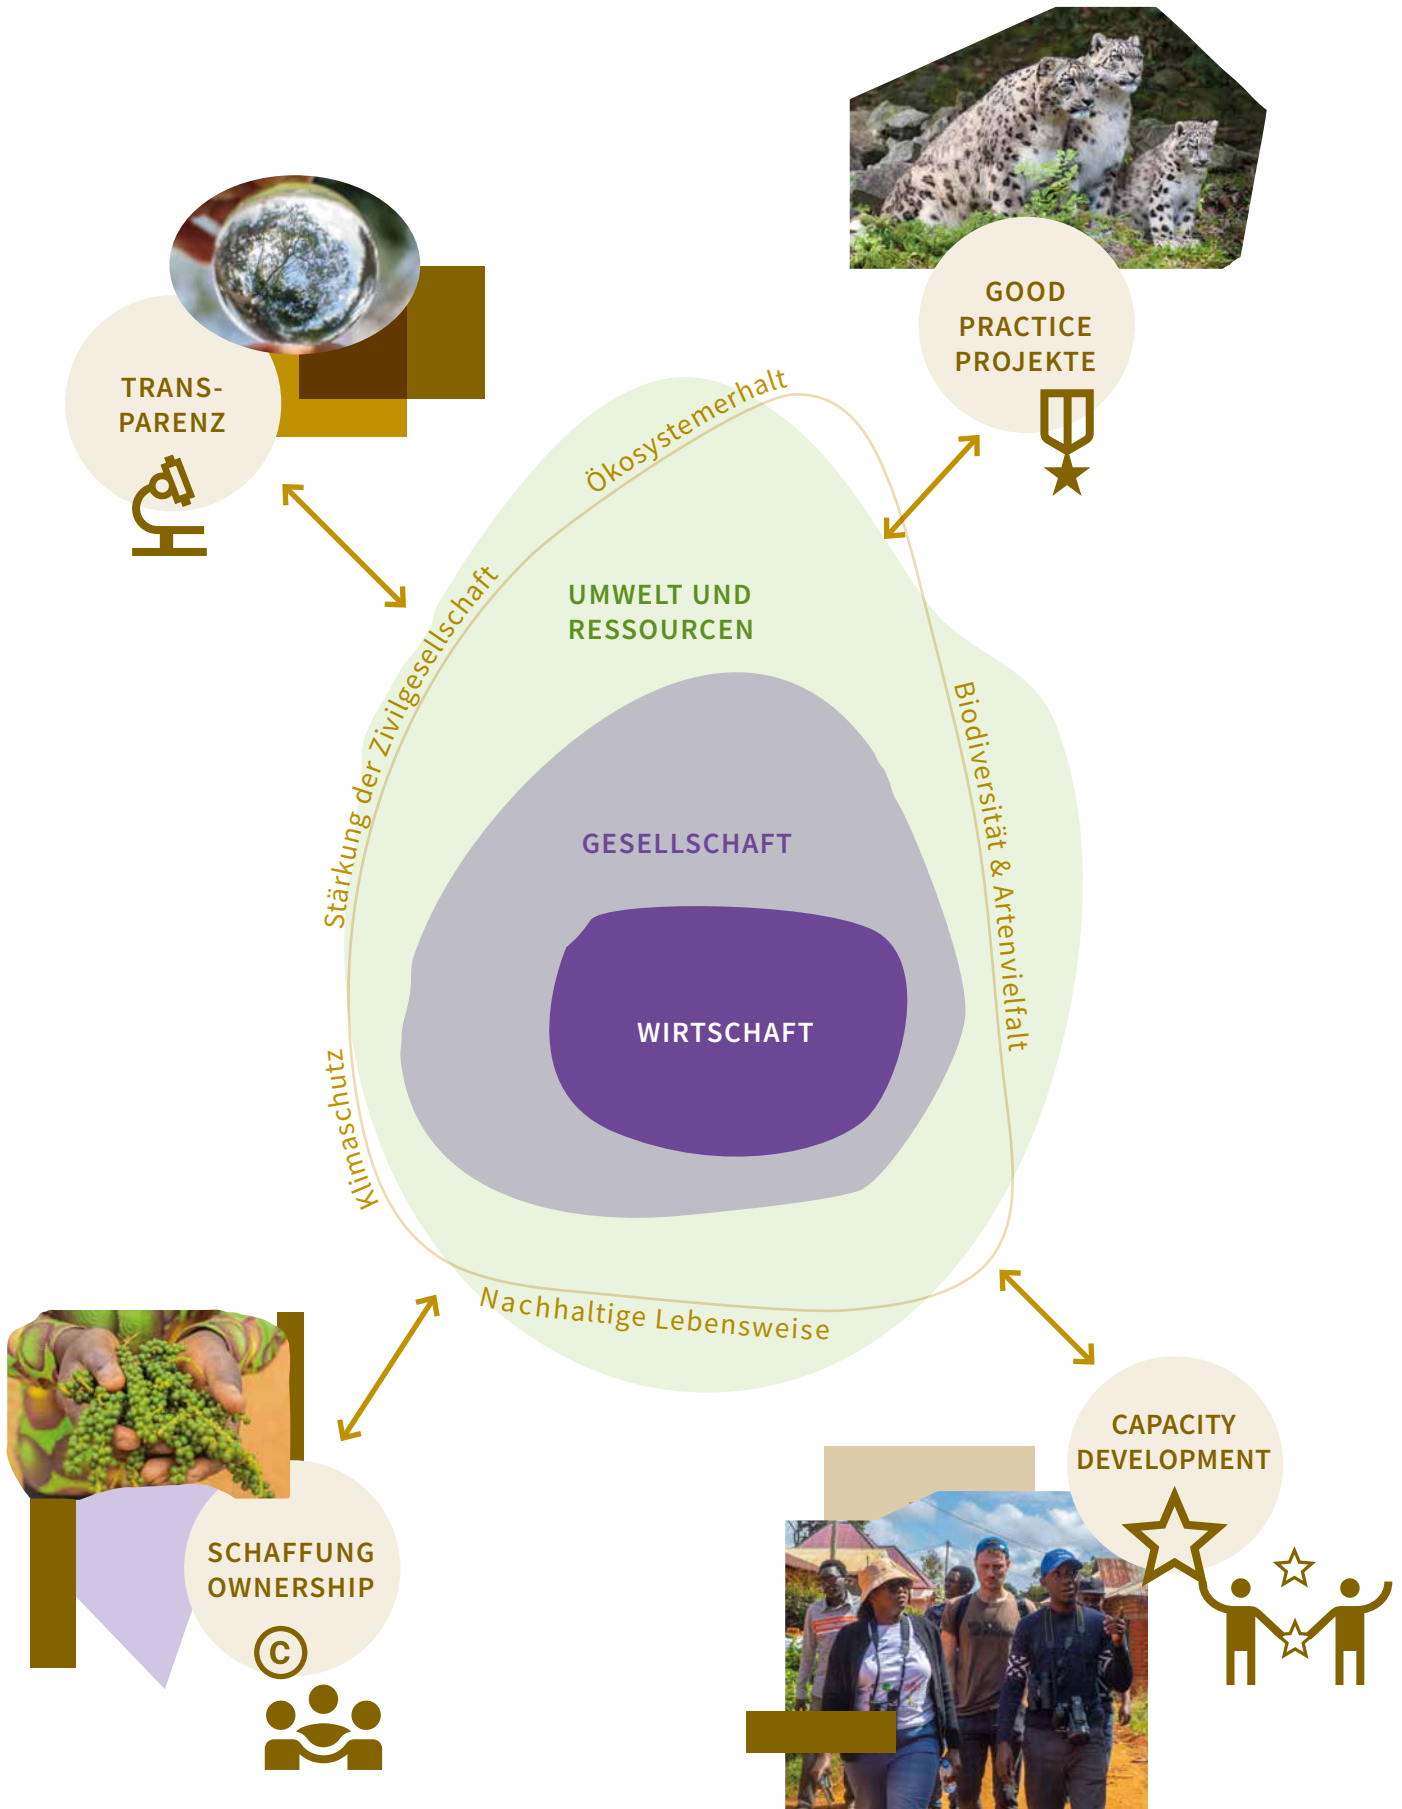 GOOD
PRACTICE
PROJEKTE
TRANS-
PARENZ
Ökosystemerhalt
Stärkung der Zivilgesellschaft
UMWELT UND
RESSOURCEN
Biodiversität & Artenvielfalt
GESELLSCHAFT
WIRTSCHAFT
Klimaschutz
Nachhaltige Lebensweise
CAPACITY
DEVELOPMENT
SCHAFFUNG
OWNERSHIP
C